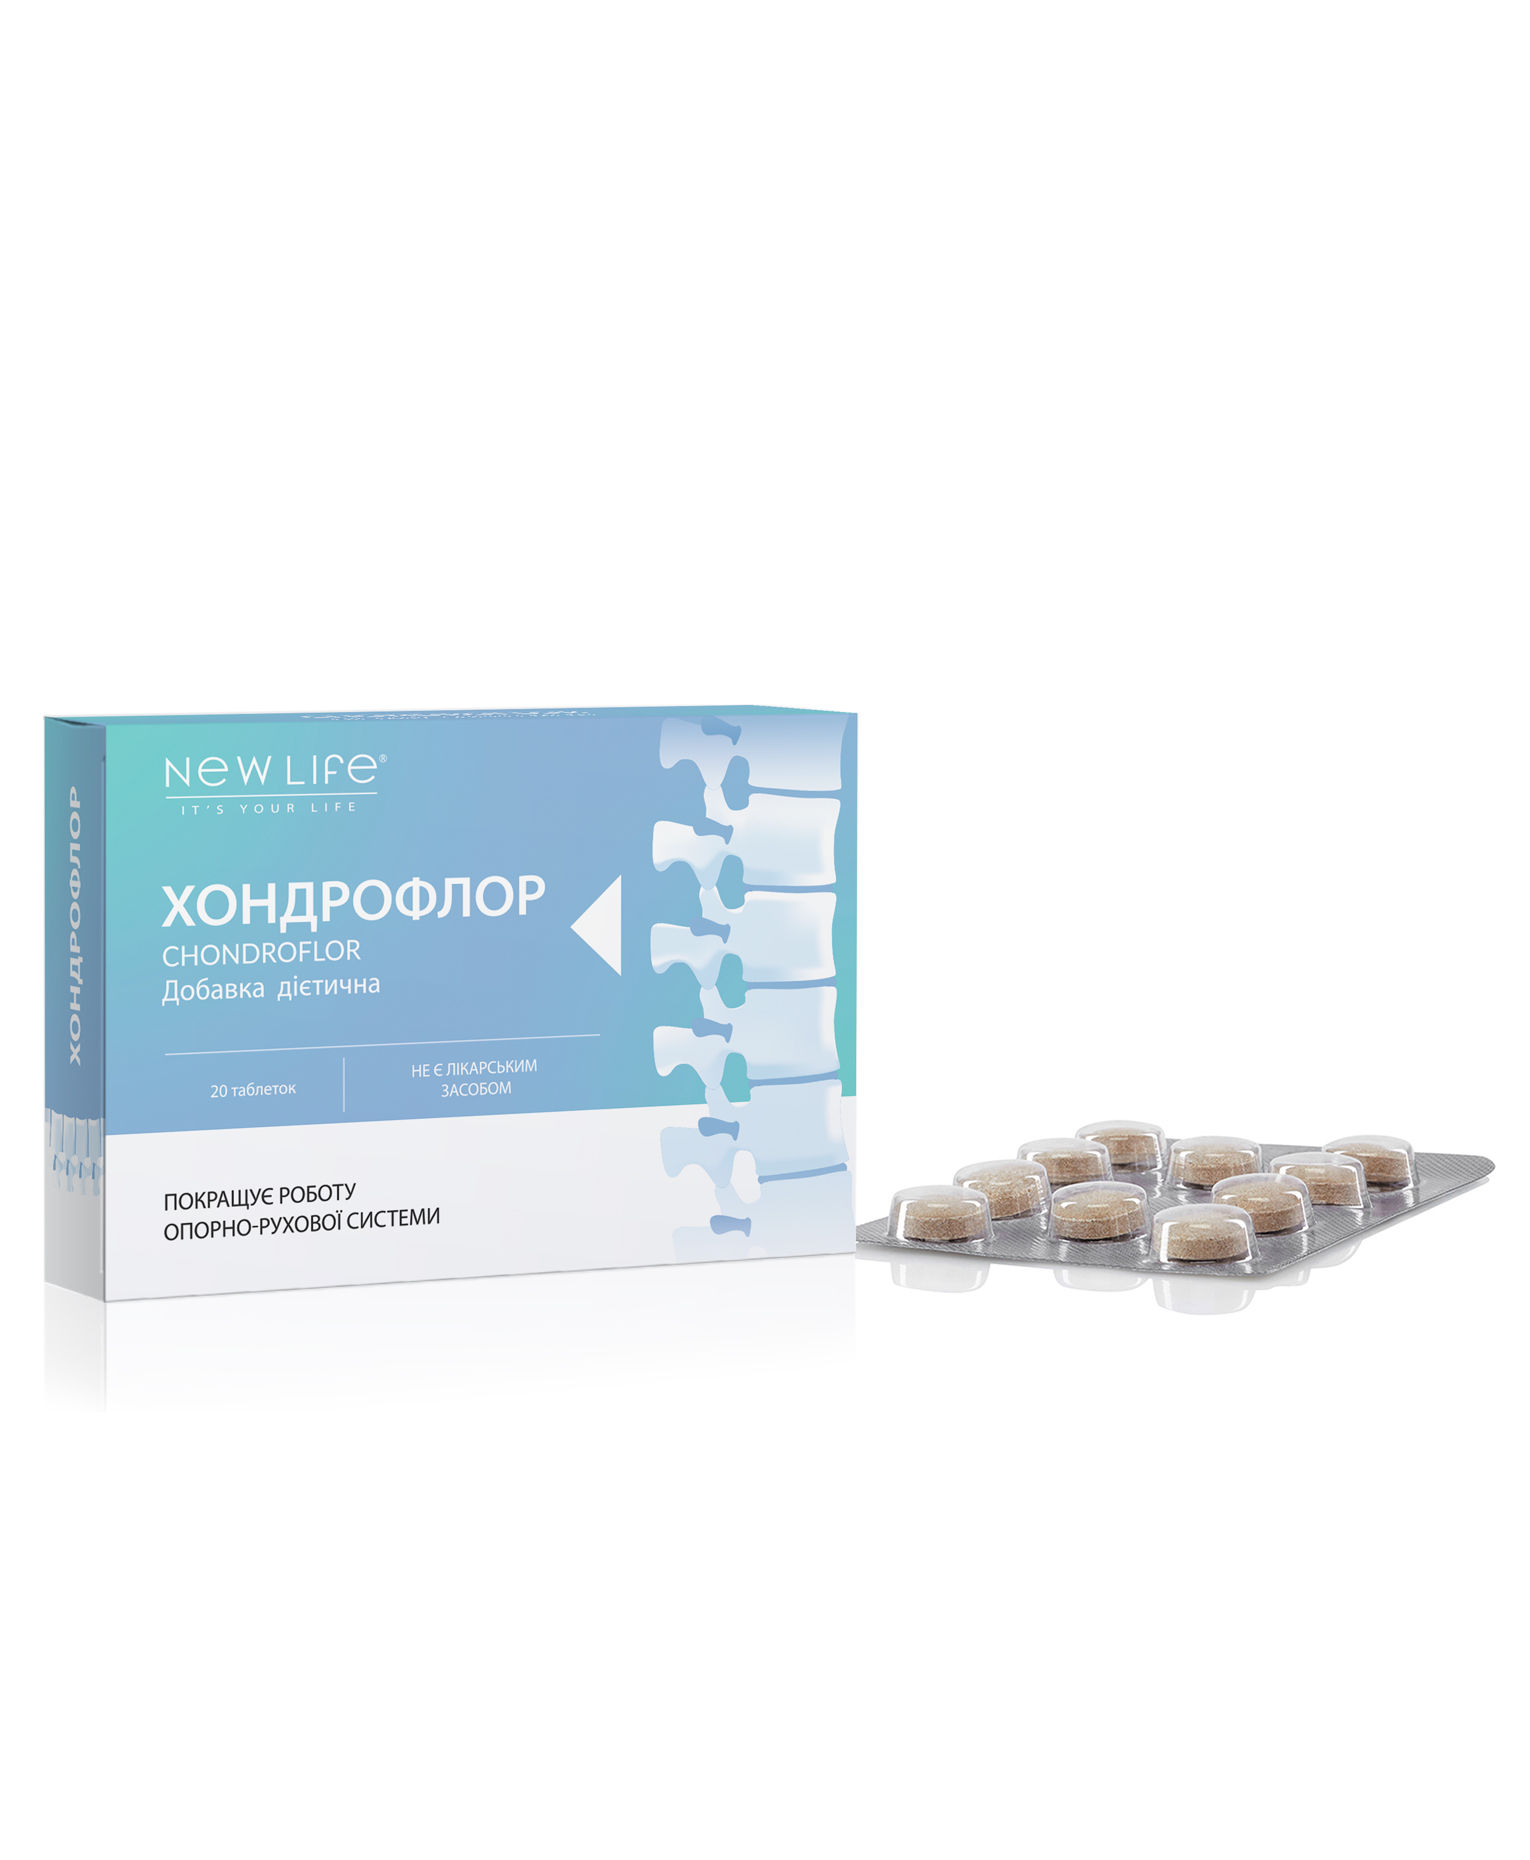 NEW LIFE®
IT'S YOUR LIFE
ХОНДРОФЛОР
CHONDROFLOR
Добавка дієтична
20 таблеток
НЕ Є ЛІКАРСЬКИМ
ЗАСОБОМ
ПОКРАЩУЄ РОБОТУ
ОПОРНО-РУХОВОЇ СИСТЕМИ
ХОНДРОФЛОР